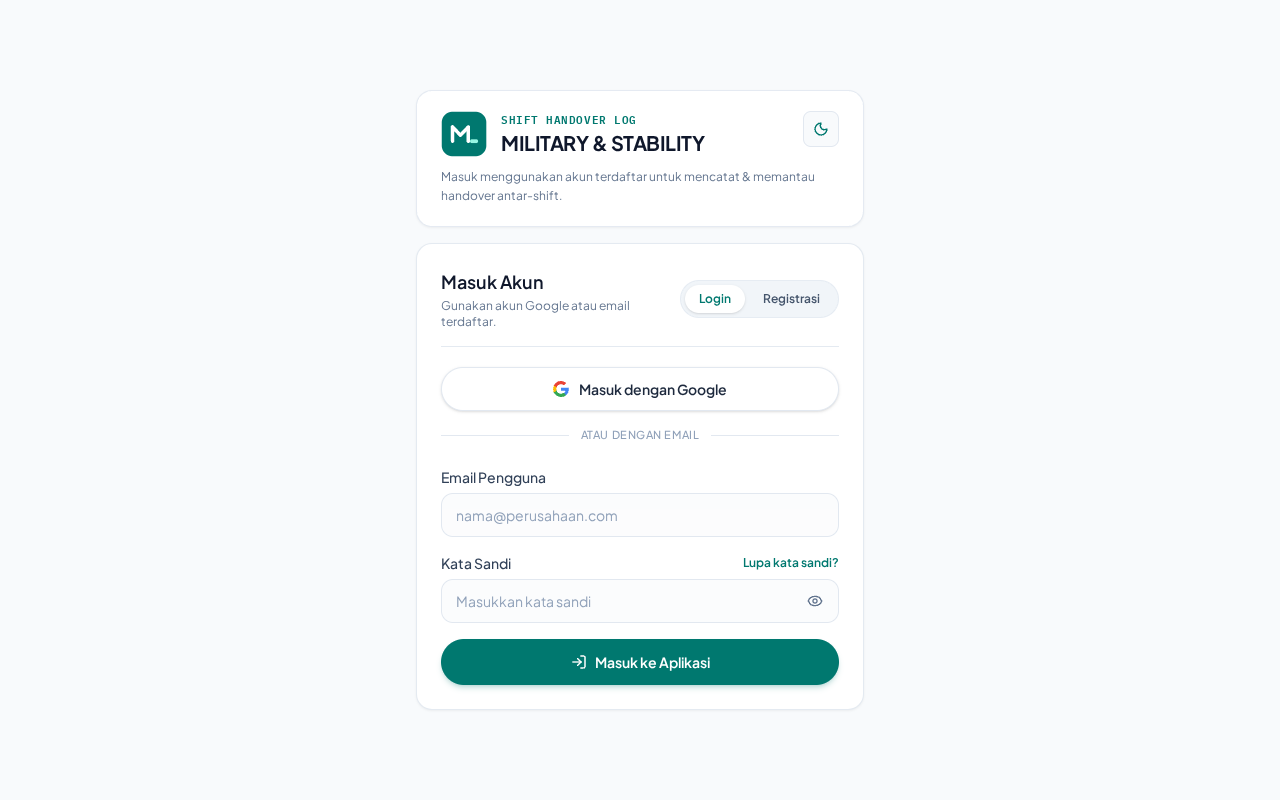 SHIFT HANDOVER LOG
MILITARY & STABILITY
Masuk menggunakan akun terdaftar untuk mencatat & memantau
handover antar-shift.
Masuk Akun
Gunakan akun Google atau email
terdaftar.
Login
Registrasi
Masuk dengan Google
ATAU DENGAN EMAIL
Email Pengguna
nama@perusahaan.com
Kata Sandi
Lupa kata sandi?
Masukkan kata sandi
Masuk ke Aplikasi